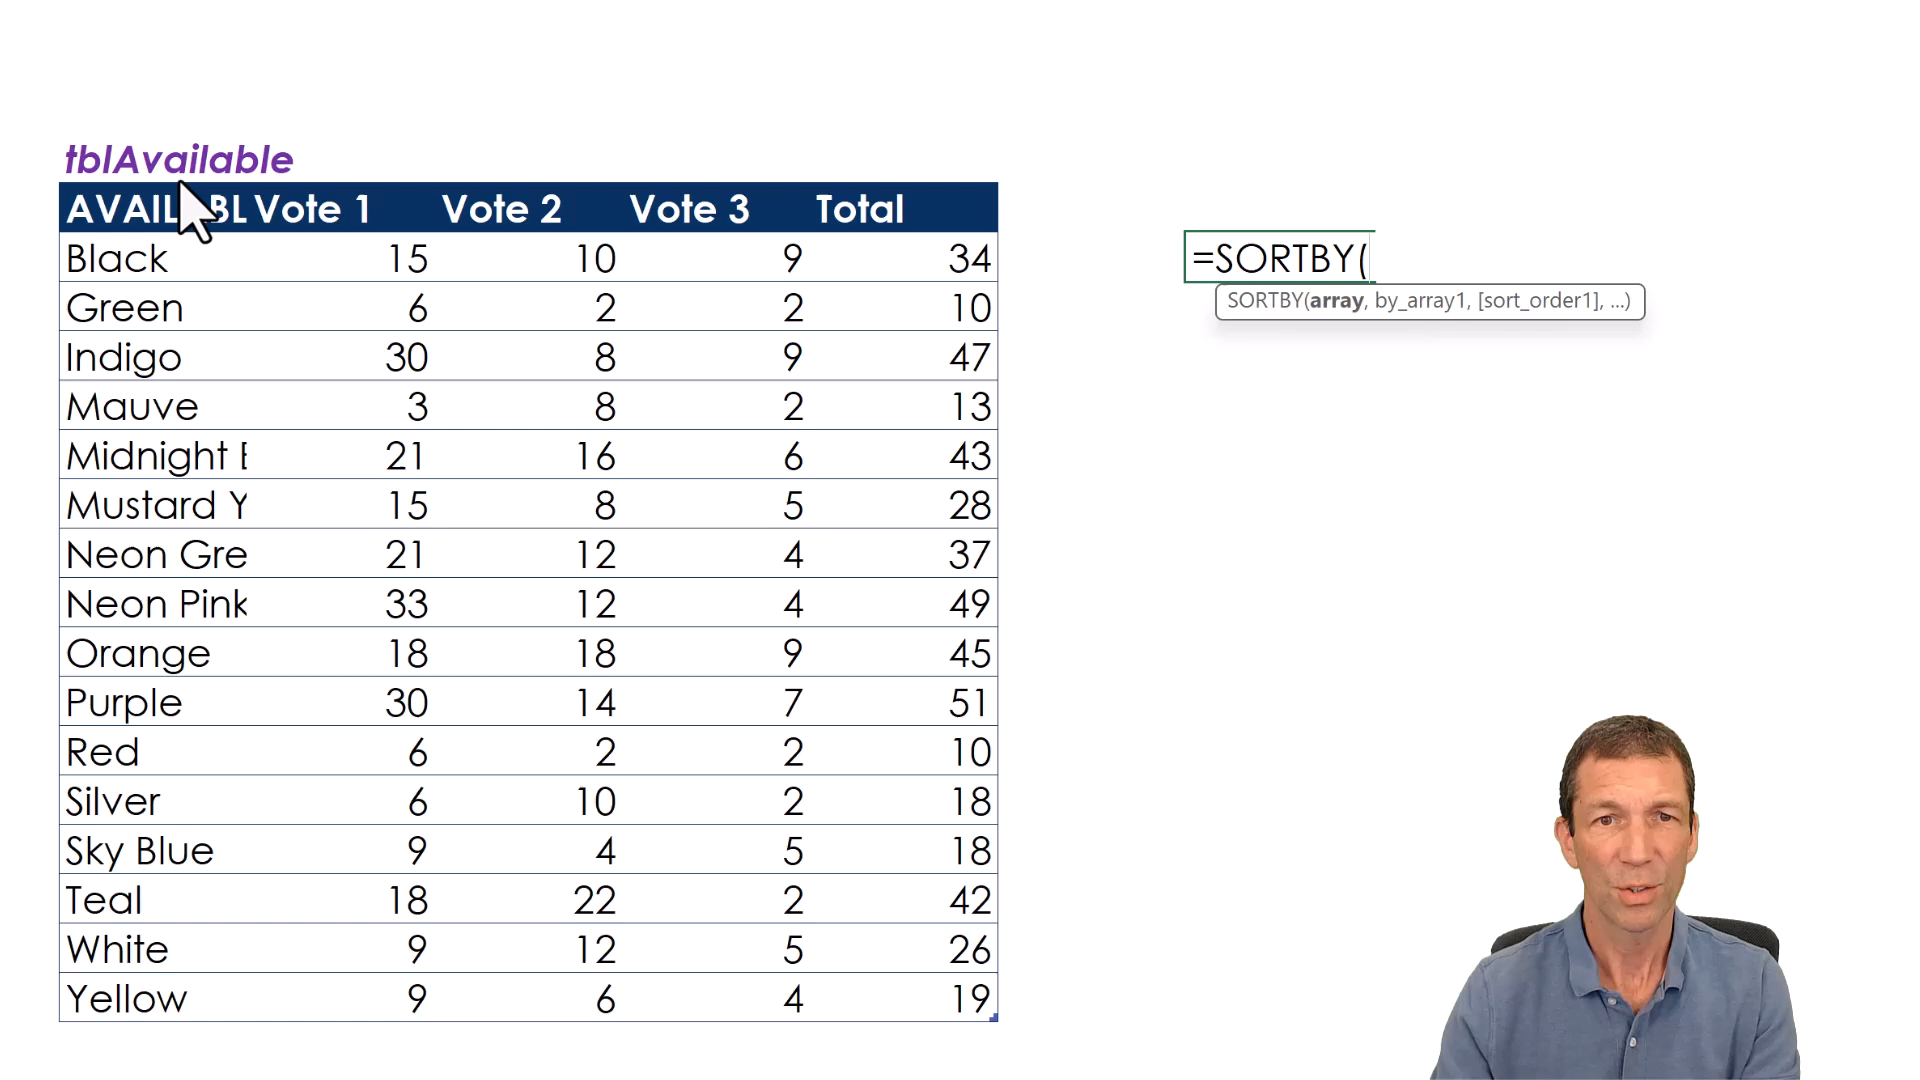 tblAvailable
Vote 1 Vote 2 Vote 3 Total
Black 15 10 9 34
Green 6 2 2 10
Indigo 30 8 9 47
Mauve 3 8 2 13
Midnight 21 16 6 43
Mustard Y 15 8 5 28
Neon Gre 21 12 4 37
Neon Pink 33 12 4 49
Orange 18 18 9 45
Purple 30 14 7 51
Red 6 2 2 10
Silver 6 10 2 18
Sky Blue 9 4 5 18
Teal 18 22 2 42
White 9 12 5 26
Yellow 9 6 4 19
=SORTBY(
SORTBY(array, by_array1, [sort_order1], ...)